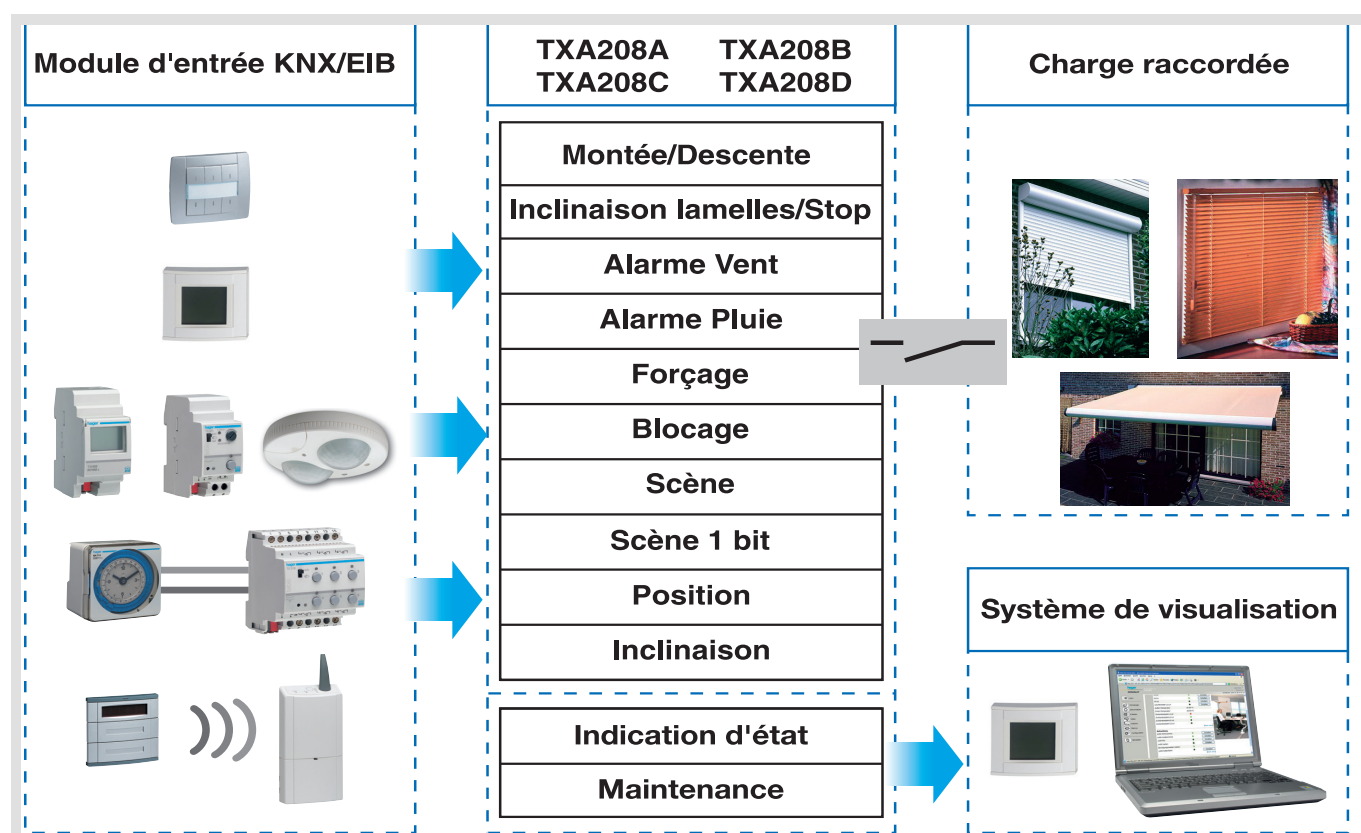 Module d'entrée KNX/EIB
TXA208A TXA208B
TXA208C TXA208D
Montée/Descente
Inclinaison lamelles/Stop
Alarme Vent
Alarme Pluie
Forçage
Blocage
Scène
Scène 1 bit
Position
Inclinaison
Indication d'état
Maintenance
Charge raccordée
Système de visualisation